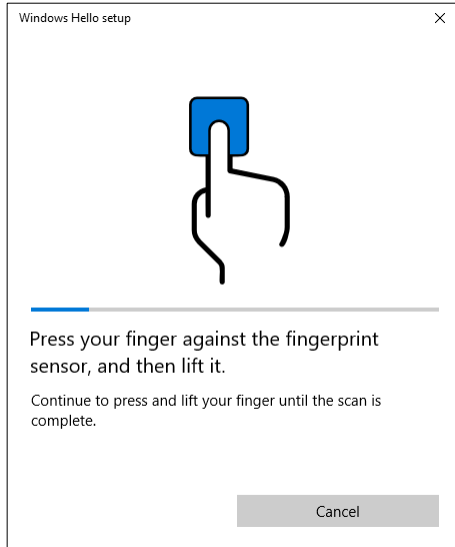 Windows Hello setup
Press your finger against the fingerprint
sensor, and then lift it.
Continue to press and lift your finger until the scan is
complete.
Cancel